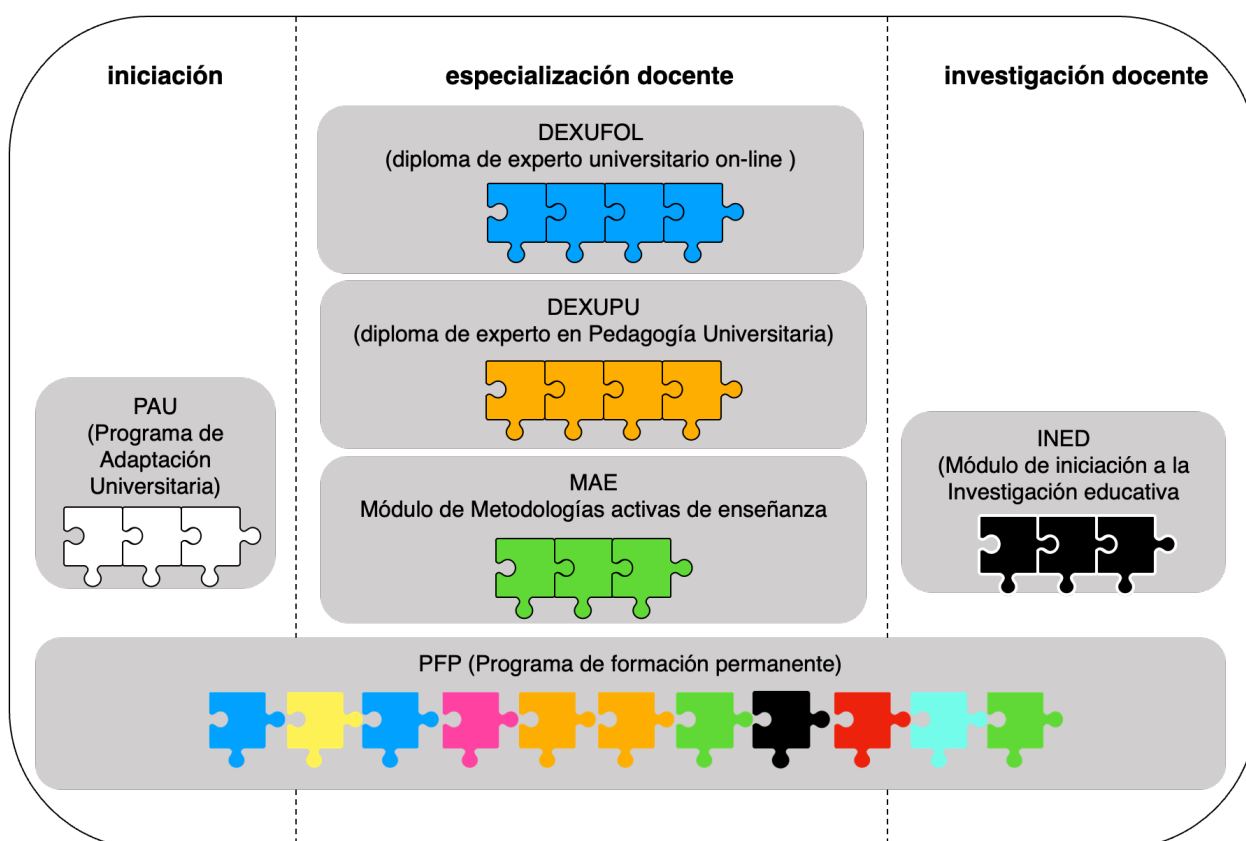 iniciación
especialización docente
investigación docente
DEXUFOL
(diploma de experto universitario on-line )
DEXUPU
(diploma de experto en Pedagogía Universitaria)
PAU
(Programa de
Adaptación
Universitaria)
MAE
Módulo de Metodologías activas de enseñanza
INED
(Módulo de iniciación a la
Investigación educativa
PFP (Programa de formación permanente)